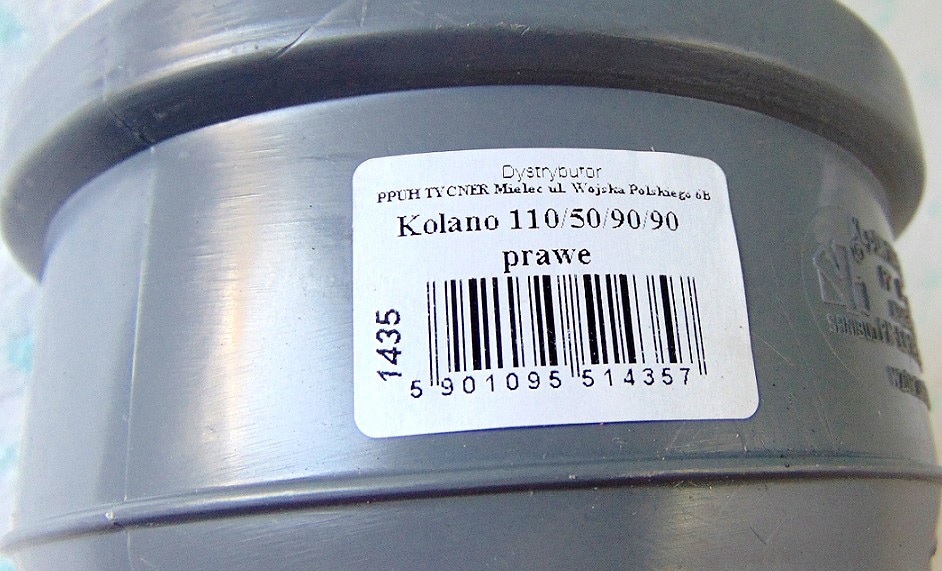 Dystrybutor
PPUH TYCNER Mielec ul. Wojska Polskiego 6B
Kolano 110/50/90/90
prawe
1435
5 901095 514357